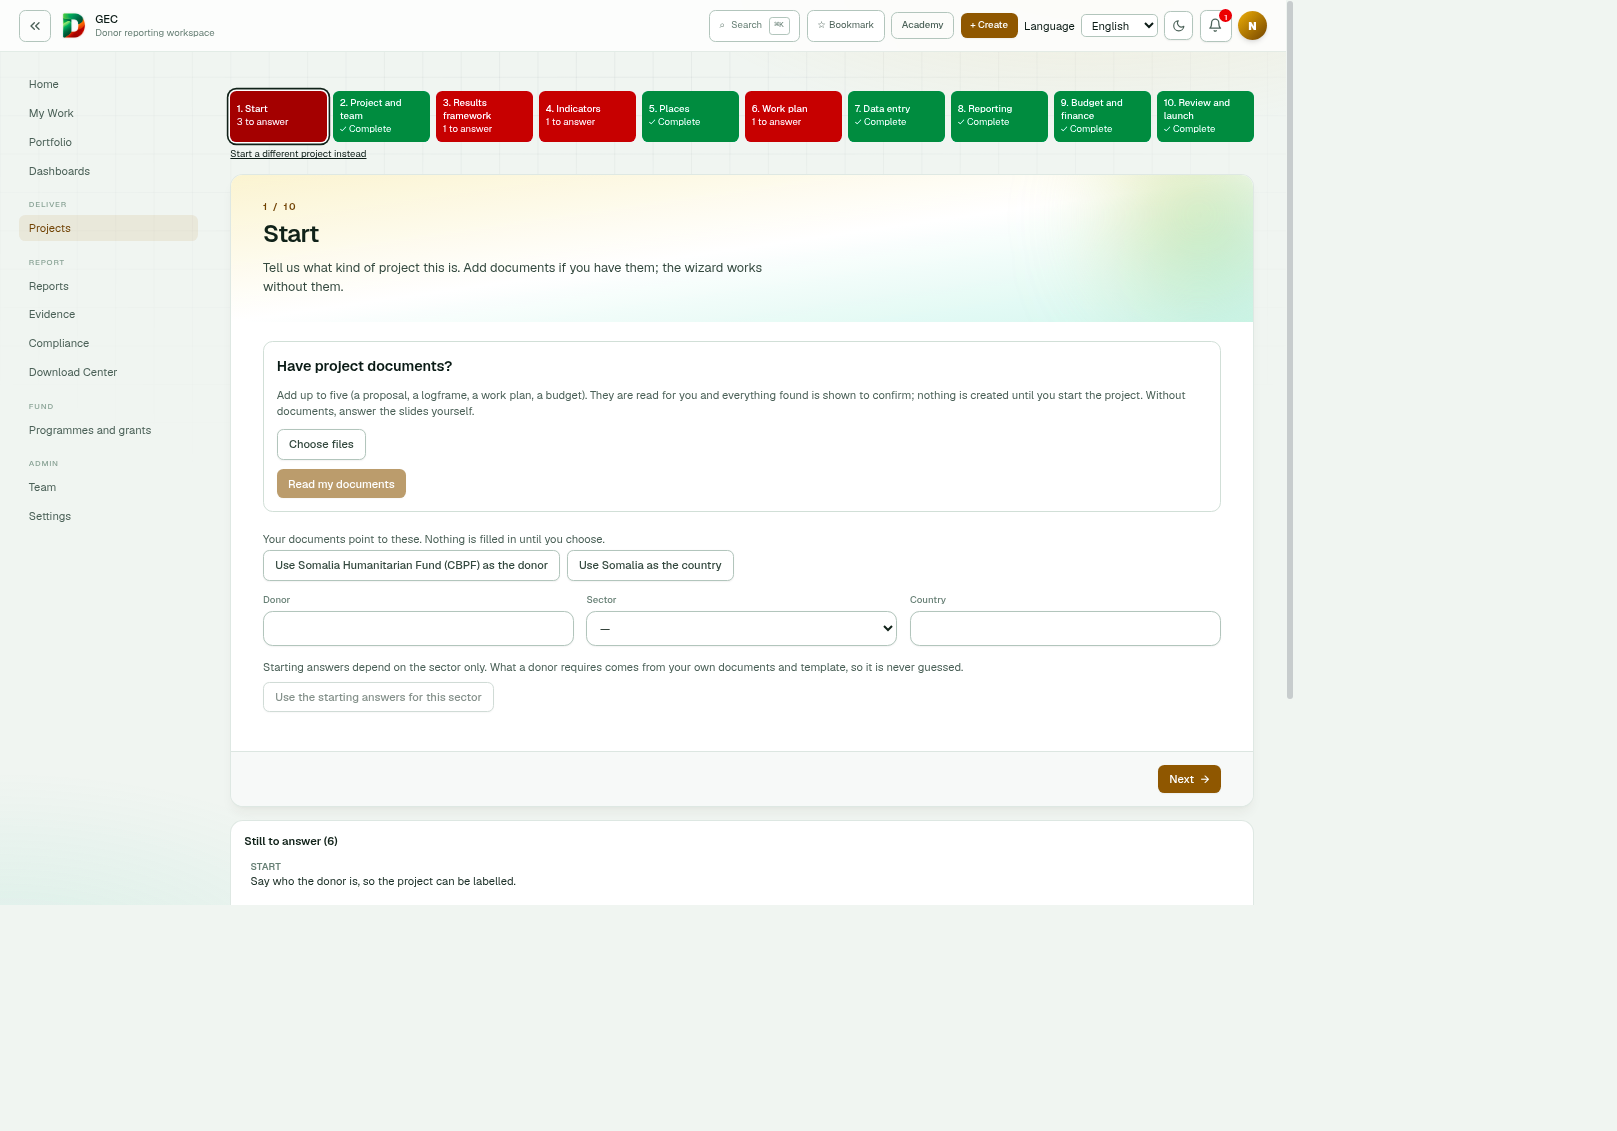 GEC
Donor reporting workspace
Search ⌘K
☆ Bookmark
Academy
+ Create
Language
English
1
N
Home
My Work
Portfolio
Dashboards
DELIVER
Projects
REPORT
Reports
Evidence
Compliance
Download Center
FUND
Programmes and grants
ADMIN
Team
Settings
1. Start
3 to answer
2. Project and
team
✓ Complete
3. Results
framework
1 to answer
4. Indicators
1 to answer
5. Places
✓ Complete
6. Work plan
1 to answer
7. Data entry
✓ Complete
8. Reporting
✓ Complete
9. Budget and
finance
✓ Complete
10. Review and
launch
✓ Complete
Start a different project instead
1 / 10
Start
Tell us what kind of project this is. Add documents if you have them; the wizard works
without them.
Have project documents?
Add up to five (a proposal, a logframe, a work plan, a budget). They are read for you and everything found is shown to confirm; nothing is created until you start the project. Without
documents, answer the slides yourself.
Choose files
Read my documents
Your documents point to these. Nothing is filled in until you choose.
Use Somalia Humanitarian Fund (CBPF) as the donor
Use Somalia as the country
Donor
Sector
Country
—
Starting answers depend on the sector only. What a donor requires comes from your own documents and template, so it is never guessed.
Use the starting answers for this sector
Next →
Still to answer (6)
START
Say who the donor is, so the project can be labelled.